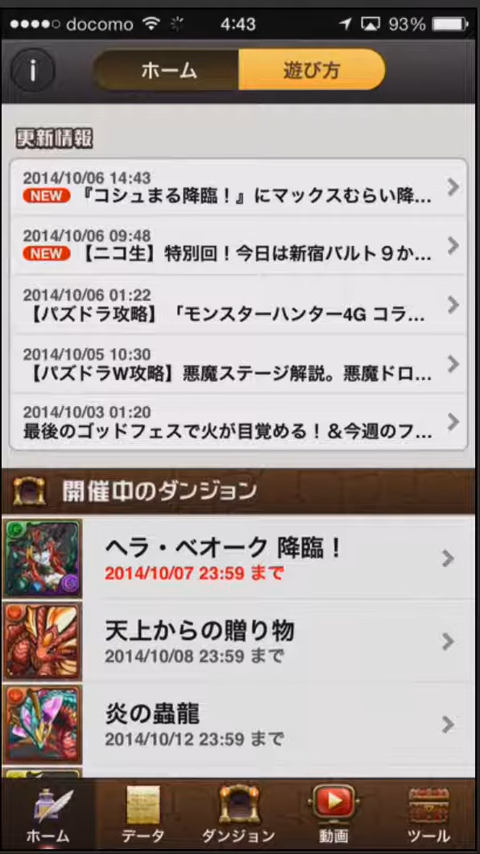 docomo 4:43 93%
i ホーム 遊び方
更新情報
2014/10/06 14:43
NEW 『コシュまる降臨！』にマックスむらい降...
2014/10/06 09:48
NEW 【ニコ生】特別回！今日は新宿バルト９か...
2014/10/06 01:22
【パズドラ攻略】「モンスターハンター4G コラ...
2014/10/05 10:30
【パズドラW攻略】悪魔ステージ解説。悪魔ドロ...
2014/10/03 01:20
最後のゴッドフェスで火が目覚める！＆今週のフ...
開催中のダンジョン
ヘラ・ベオーク 降臨！
2014/10/07 23:59 まで
天上からの贈り物
2014/10/08 23:59 まで
炎の蟲龍
2014/10/12 23:59 まで
ホーム データ ダンジョン 動画 ツール